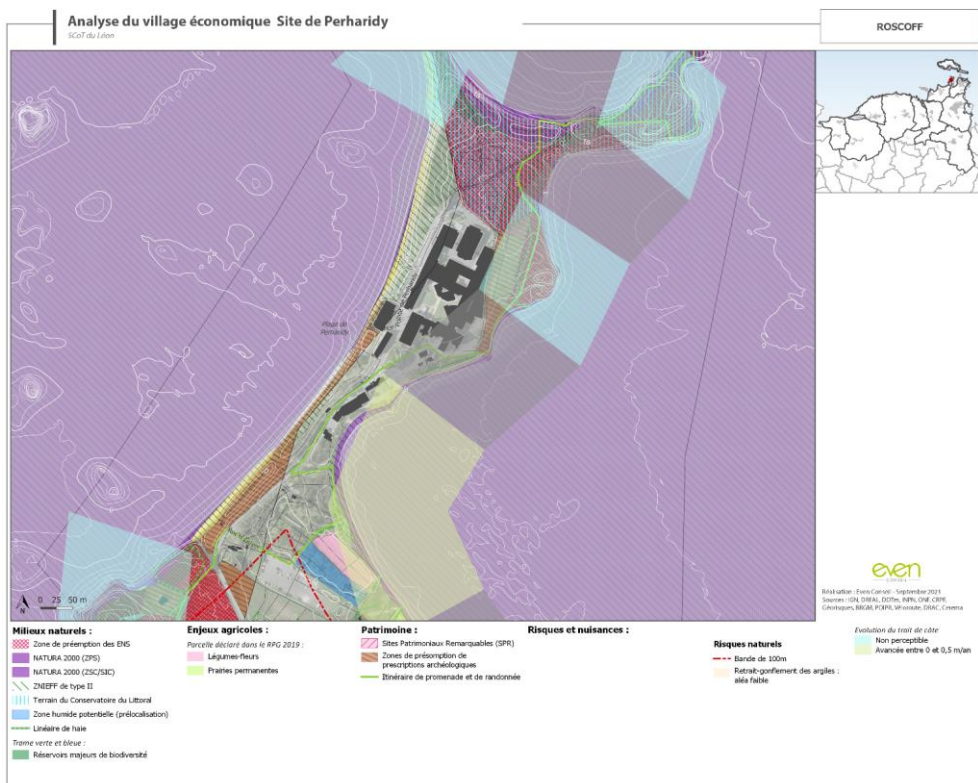 Analyse du village économique Site de Perharidy
SCoT du Léon
ROSCOFF
Plage de
Perharidy
Pointe de Perharidy
N
0 25 50 m
even
CONSEIL
Réalisation : Even Conseil - Septembre 2021
Milieux naturels :
Zone de préemption des ENS
NATURA 2000 (ZPS)
NATURA 2000 (ZSC/SIC)
ZNIEFF de type II
Terrain du Conservatoire du Littoral
Zone humide potentielle (prélocalisation)
Linéaire de haie
Trame verte et bleue :
Réservoirs majeurs de biodiversité
Enjeux agricoles :
Parcelle déclaré dans le RPG 2019 :
Légumes-fleurs
Prairies permanentes
Patrimoine :
Sites Patrimoniaux Remarquables (SPR)
Zones de présomption de
prescriptions archéologiques
Itinéraire de promenade et de randonnée
Risques et nuisances :
Risques naturels
Bande de 100m
Retrait-gonflement des argiles :
aléa faible
Evolution du trait de côte
Non perceptible
Avancée entre 0 et 0,5 m/an